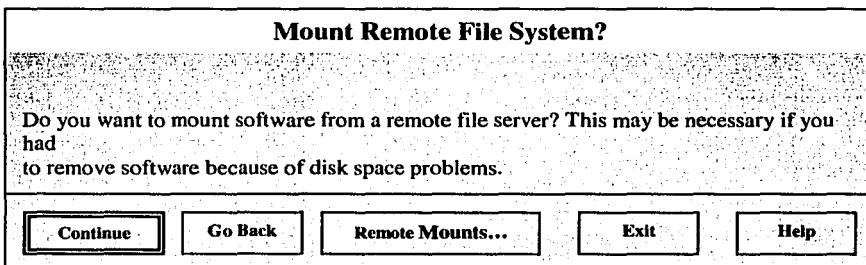 Mount Remote File System?
Do you want to mount software from a remote file server? This may be necessary if you
had
to remove software because of disk space problems.
Continue Go Back Remote Mounts... Exit Help